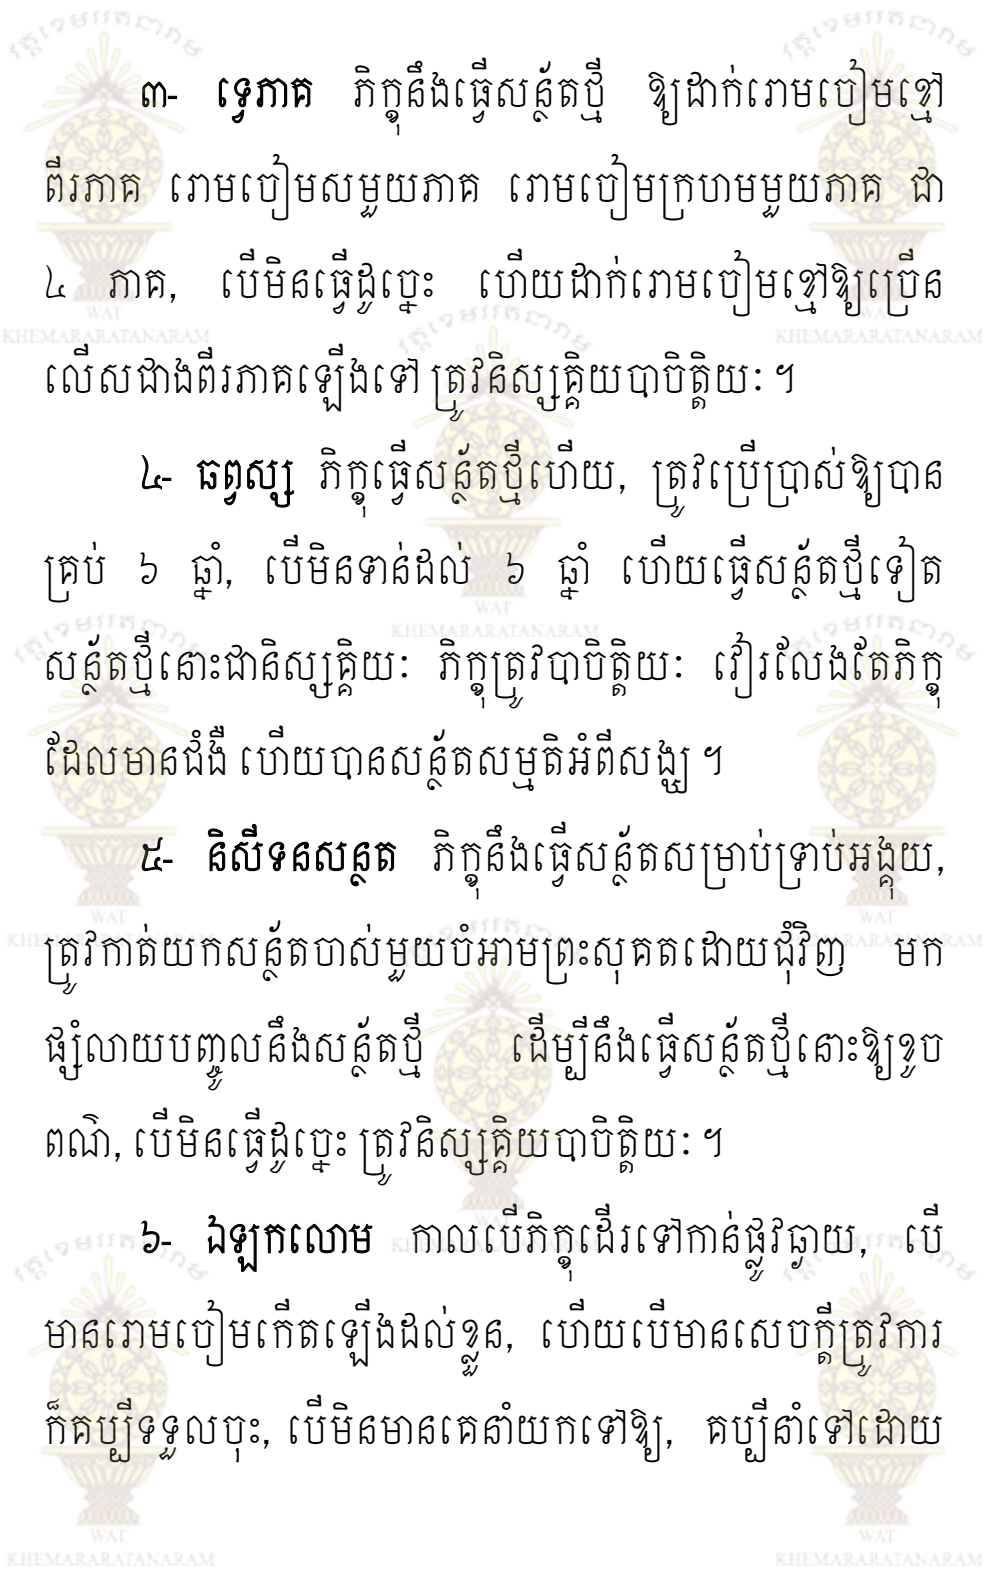 ៣- ទ្វេភាគ ភិក្ខុនឹងធ្វើសន្ថ័តថ្មី ឱ្យដាក់រោមចៀមខ្មៅ
ពីរភាគ រោមចៀមសមួយភាគ រោមចៀមក្រហមមួយភាគ ជា
៤ ភាគ, បើមិនធ្វើដូច្នេះ ហើយដាក់រោមចៀមខ្មៅឱ្យច្រើន
លើសជាងពីរភាគឡើងទៅ ត្រូវនិស្សគ្គិយបាចិត្តិយៈ ។
៤- ឆព្វស្ស ភិក្ខុធ្វើសន្ថ័តថ្មីហើយ, ត្រូវប្រើប្រាស់ឱ្យបាន
គ្រប់ ៦ ឆ្នាំ, បើមិនទាន់ដល់ ៦ ឆ្នាំ ហើយធ្វើសន្ថ័តថ្មីទៀត
សន្ថ័តថ្មីនោះជានិស្សគ្គិយៈ ភិក្ខុត្រូវបាចិត្តិយៈ វៀរលែងតែភិក្ខុ
ដែលមានជំងឺ ហើយបានសន្ថ័តសម្មតិអំពីសង្ឃ ។
៥- និសីទនសន្ថត ភិក្ខុនឹងធ្វើសន្ថ័តសម្រាប់ទ្រាប់អង្គុយ,
ត្រូវកាត់យកសន្ថ័តចាស់មួយចំអាមព្រះសុគតដោយជុំវិញ មក
ផ្សំលាយបញ្ចូលនឹងសន្ថ័តថ្មី ដើម្បីនឹងធ្វើសន្ថ័តថ្មីនោះឱ្យខូច
ពណ៌, បើមិនធ្វើដូច្នេះ ត្រូវនិស្សគ្គិយបាចិត្តិយៈ ។
៦- ឯឡកលោម កាលបើភិក្ខុដើរទៅកាន់ផ្លូវឆ្ងាយ, បើ
មានរោមចៀមកើតឡើងដល់ខ្លួន, ហើយបើមានសេចក្តីត្រូវការ
ក៏គប្បីទទួលចុះ, បើមិនមានគេនាំយកទៅឱ្យ, គប្បីនាំទៅដោយ
WAT
KHEMARARATANARAM